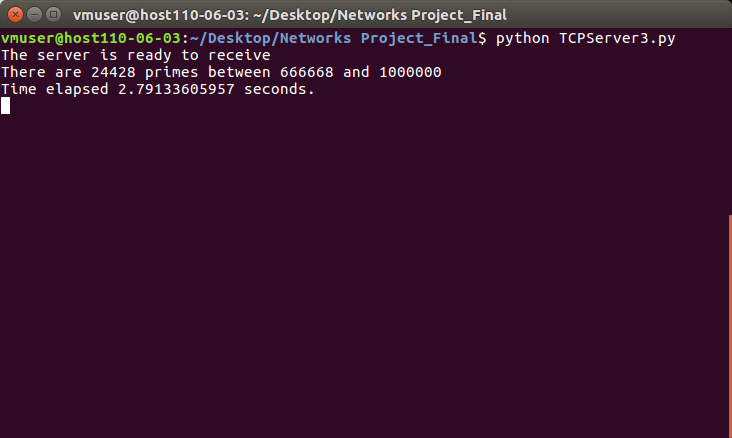 vmuser@host110-06-03: ~/Desktop/Networks Project_Final
vmuser@host110-06-03:~/Desktop/Networks Project_Final$ python TCPServer3.py
The server is ready to receive
There are 24428 primes between 666668 and 1000000
Time elapsed 2.79133605957 seconds.